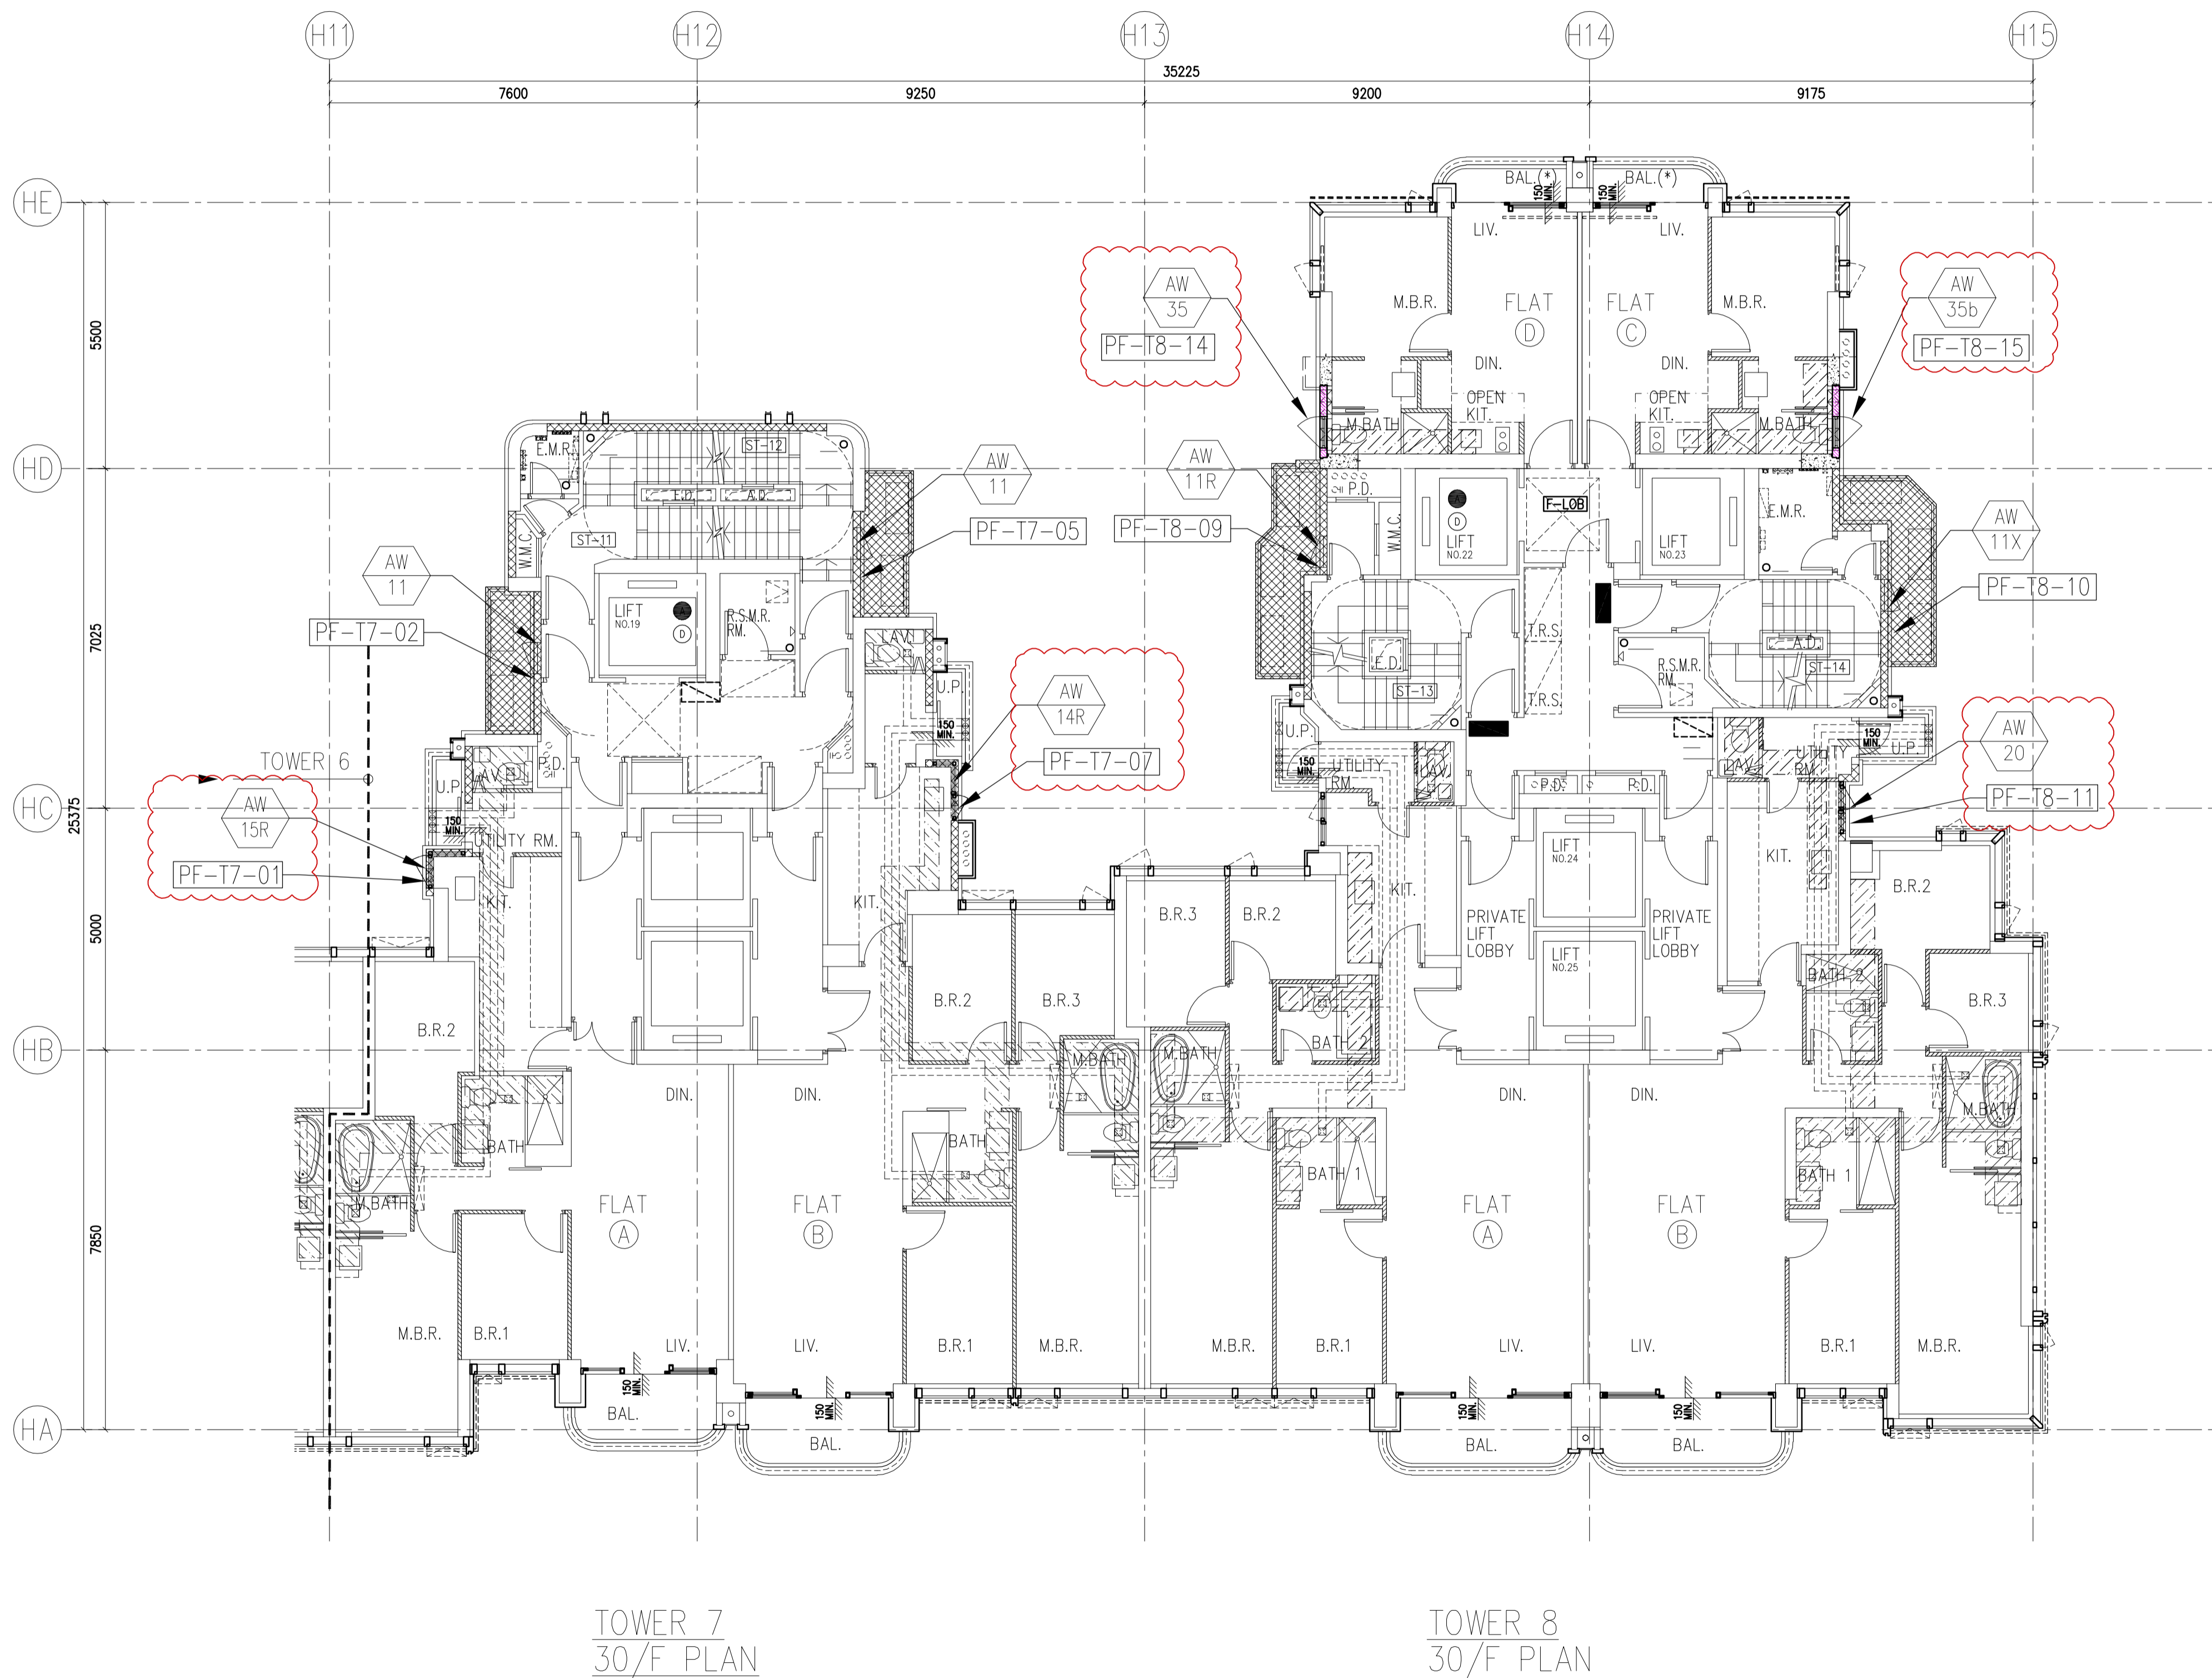 H11
H12
H13
H14
H15
35225
7600
9250
9200
9175
HE
HD
HC
HB
HA
5500
7025
5000
7850
25375
BAL.(*)
BAL.(*)
150
MIN.
150
MIN.
LIV.
LIV.
AW
35
PF-T8-14
M.B.R.
FLAT
D
FLAT
C
M.B.R.
AW
35b
PF-T8-15
DIN.
DIN.
OPEN
KIT.
OPEN
KIT.
M.BATH
M.BATH
E.M.R.
ST-12
E.D.
A.D.
AW
11
PF-T7-05
AW
11R
PF-T8-09
P.D.
W.M.C.
A
D
LIFT
NO.22
F-LOB
LIFT
NO.23
E.M.R.
AW
11X
PF-T8-10
W.M.C.
ST-11
AW
11
PF-T7-02
LIFT
NO.19
A
D
R.S.M.R.
RM.
LAV.
U.P.
150
MIN.
AW
14R
PF-T7-07
T.R.S.
T.R.S.
E.D.
ST-13
A.D.
ST-14
R.S.M.R.
RM.
U.P.
150
MIN.
UTILITY
RM.
LAV.
LAV.
UTILITY
RM.
150
MIN.
U.P.
AW
20
PF-T8-11
TOWER 6
AW
15R
PF-T7-01
U.P.
LAV.
P.D.
150
MIN.
UTILITY RM.
KIT.
KIT.
P.D.
P.D.
LIFT
NO.24
LIFT
NO.25
PRIVATE
LIFT
LOBBY
PRIVATE
LIFT
LOBBY
KIT.
KIT.
B.R.2
B.R.3
B.R.3
B.R.2
B.R.2
B.R.2
B.R.3
BATH 2
BATH 2
M.BATH
M.BATH
M.BATH
M.BATH
DIN.
DIN.
DIN.
DIN.
BATH
BATH
BATH 1
BATH 1
FLAT
A
FLAT
B
FLAT
A
FLAT
B
M.B.R.
B.R.1
LIV.
LIV.
B.R.1
M.B.R.
M.B.R.
B.R.1
LIV.
LIV.
B.R.1
M.B.R.
150
MIN.
150
MIN.
150
MIN.
150
MIN.
BAL.
BAL.
BAL.
BAL.
TOWER 7
30/F PLAN
TOWER 8
30/F PLAN